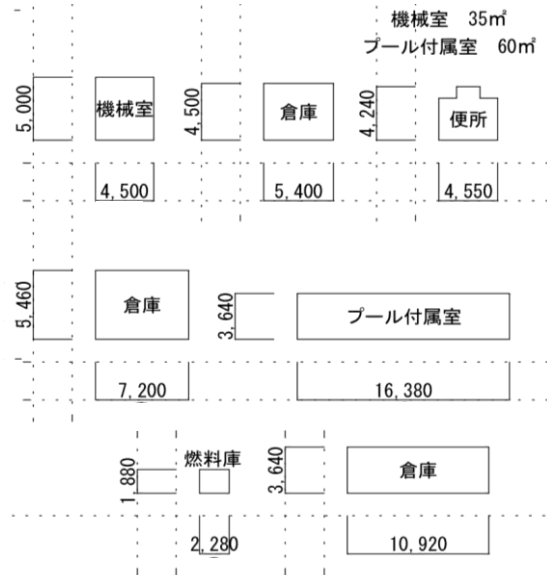 機械室　35㎡
プール付属室　60㎡
5,000
機械室
4,500
4,500
倉庫
5,400
4,240
便所
4,550
5,460
倉庫
7,200
3,640
プール付属室
16,380
1,880
燃料庫
2,280
3,640
倉庫
10,920